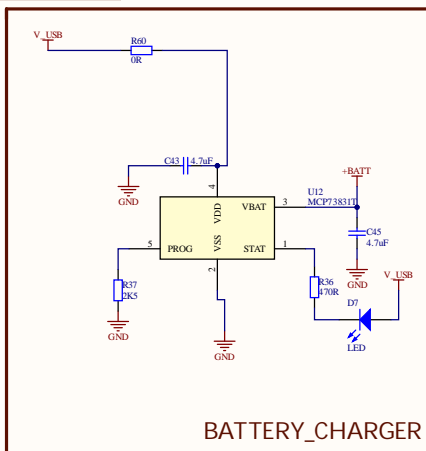 V_USB
R60
0R
C43
4.7uF
GND
4
VDD
U12
MCP73831T
+BATT
3
VBAT
5
PROG
VSS
STAT
1
2
C45
4.7uF
GND
R37
2K5
GND
R36
470R
V_USB
D7
LED
GND
BATTERY_CHARGER